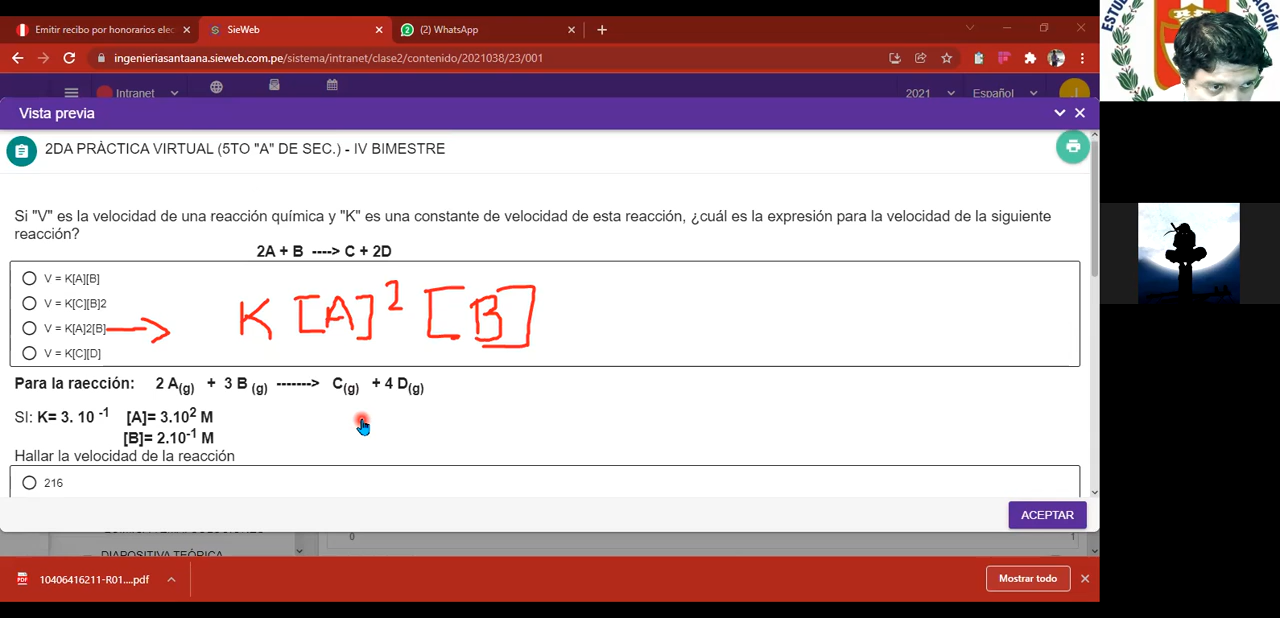 Emitir recibo por honorarios elec
SieWeb
(2) WhatsApp
ingenieriasantaana.sieweb.com.pe/sistema/intranet/clase2/contenido/2021038/23/001
Intranet
2021
Español
J
Vista previa
2DA PRÀCTICA VIRTUAL (5TO "A" DE SEC.) - IV BIMESTRE
Si "V" es la velocidad de una reacción química y "K" es una constante de velocidad de esta reacción, ¿cuál es la expresión para la velocidad de la siguiente
reacción?
2A + B ----> C + 2D
V = K[A][B]
V = K[C][B]2
V = K[A]2[B]
K [A]² [B]
V = K[C][D]
Para la raección: 2 A(g) + 3 B (g) -------> C(g) + 4 D(g)
SI: K= 3. 10 -1 [A]= 3.10² M
[B]= 2.10-1 M
Hallar la velocidad de la reacción
216
ACEPTAR
DIAPOSITIVA TEÓRICA
0
1
10406416211-R01....pdf
Mostrar todo